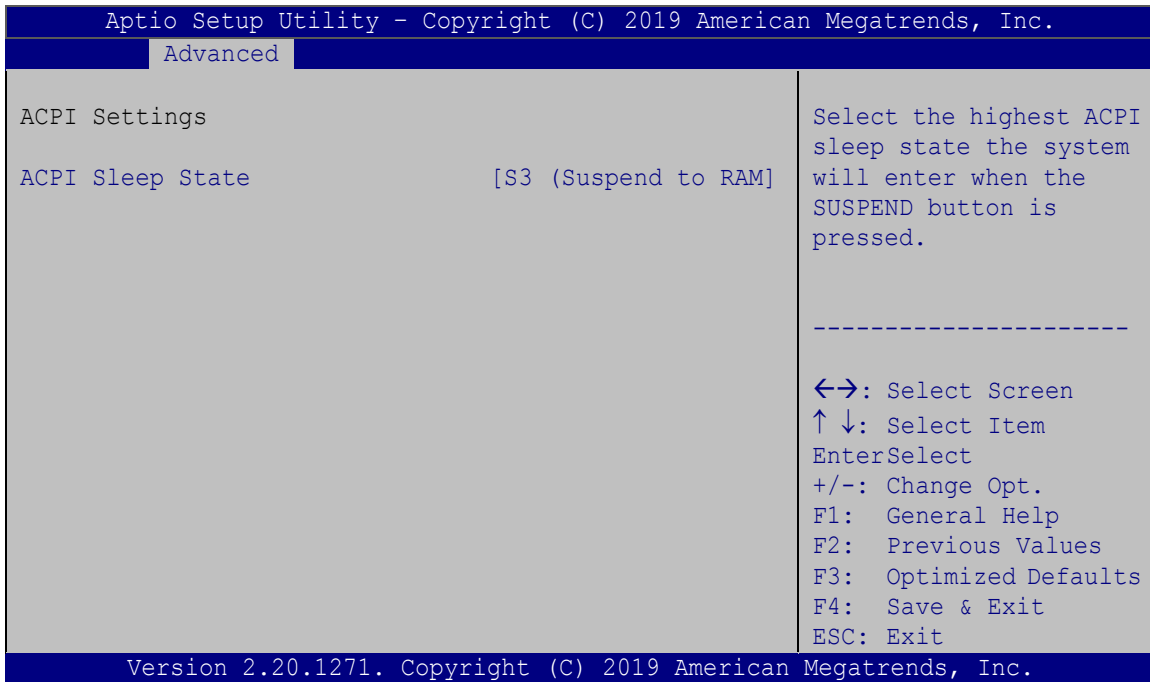 Aptio Setup Utility – Copyright (C) 2019 American Megatrends, Inc.
Advanced
ACPI Settings
ACPI Sleep State [S3 (Suspend to RAM]
Select the highest ACPI
sleep state the system
will enter when the
SUSPEND button is
pressed.
----------------------
←→: Select Screen
↑ ↓: Select Item
EnterSelect
+/-: Change Opt.
F1: General Help
F2: Previous Values
F3: Optimized Defaults
F4: Save & Exit
ESC: Exit
Version 2.20.1271. Copyright (C) 2019 American Megatrends, Inc.